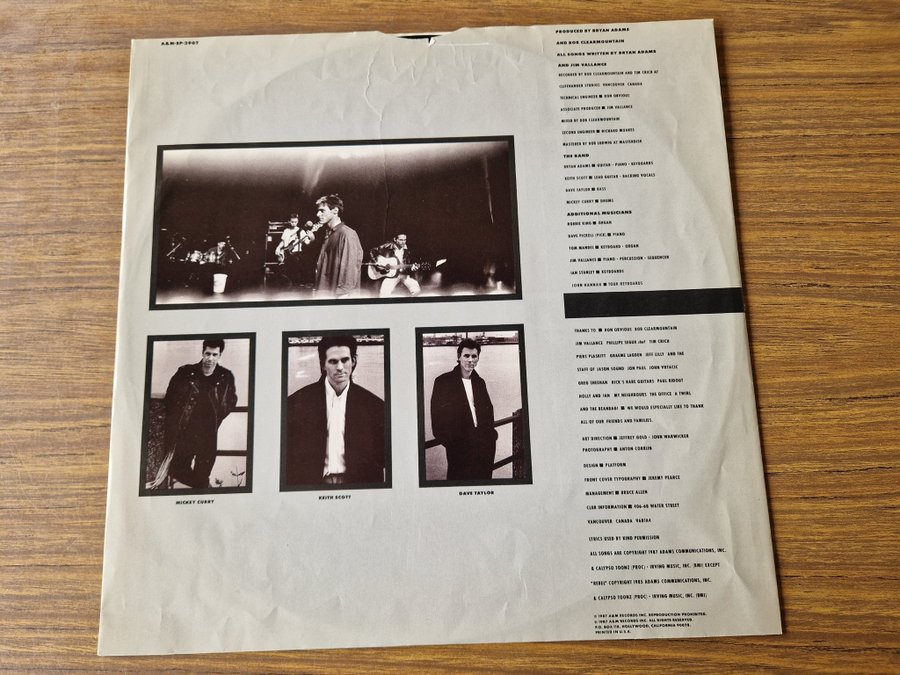 A&M-SP-3907
PRODUCED BY BRYAN ADAMS
AND BOB CLEARMOUNTAIN
ALL SONGS WRITTEN BY BRYAN ADAMS
AND JIM VALLANCE
RECORDED BY BOB CLEARMOUNTAIN AND TIM CRICH AT
CLIFFHANGER STUDIOS VANCOUVER CANADA
TECHNICAL ENGINEER ■ RON OBVIOUS
ASSOCIATE PRODUCER ■ JIM VALLANCE
MIXED BY BOB CLEARMOUNTAIN
SECOND ENGINEER ■ RICHARD MOAKES
MASTERED BY BOB LUDWIG AT MASTERDISK
THE BAND
BRYAN ADAMS ■ GUITAR · PIANO · KEYBOARDS
KEITH SCOTT ■ LEAD GUITAR · BACKING VOCALS
DAVE TAYLOR ■ BASS
MICKEY CURRY ■ DRUMS
ADDITIONAL MUSICIANS
ROBBIE KING ■ ORGAN
DAVE PICKELL (PICK) ■ PIANO
TOM MANDEL ■ KEYBOARD · ORGAN
JIM VALLANCE ■ PIANO · PERCUSSION · SEQUENCER
IAN STANLEY ■ KEYBOARDS
JOHN HANNAH ■ TOUR KEYBOARDS
THANKS TO ■ RON OBVIOUS BOB CLEARMOUNTAIN
JIM VALLANCE PHILLIPE SEGUR chef TIM CRICH
PIERS PLASKITT GRAEME LAGDEN JEFF LILLY AND THE
STAFF OF JASON SOUND JON PAUL JOHN VRTACIC
GREG SHEEHAN RICK'S RARE GUITARS PAUL RIDOUT
HOLLY AND IAN MY NEIGHBOURS THE OFFICE A TWIRL
AND THE BEANBAG! ■ WE WOULD ESPECIALLY LIKE TO THANK
ALL OF OUR FRIENDS AND FAMILIES.
ART DIRECTION ■ JEFFREY GOLD · JOHN WARWICKER
PHOTOGRAPHY ■ ANTON CORBIJN
DESIGN ■ PLATFORM
FRONT COVER TYPOGRAPHY ■ JEREMY PEARCE
MANAGEMENT ■ BRUCE ALLEN
CLUB INFORMATION ■ 406-68 WATER STREET
VANCOUVER CANADA V6B1A4
LYRICS USED BY KIND PERMISSION
ALL SONGS ARE COPYRIGHT 1987 ADAMS COMMUNICATIONS, INC.
& CALYPSO TOONZ (PROC) · IRVING MUSIC, INC. (BMI) EXCEPT
"REBEL" COPYRIGHT 1985 ADAMS COMMUNICATIONS, INC.
& CALYPSO TOONZ (PROC) · IRVING MUSIC, INC. (BMI)
© 1987 A&M RECORDS INC. REPRODUCTION PROHIBITED.
℗ 1987 A&M RECORDS INC. ALL RIGHTS RESERVED.
P.O. BOX 118, HOLLYWOOD, CALIFORNIA 90078.
PRINTED IN U.S.A.
MICKEY CURRY
KEITH SCOTT
DAVE TAYLOR